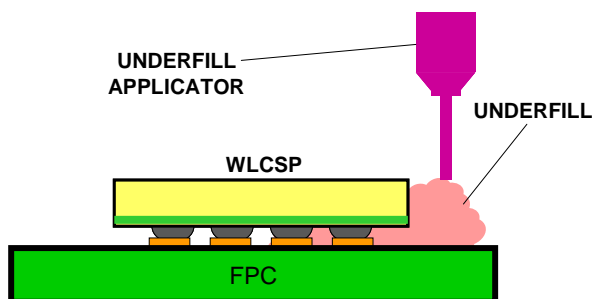 UNDERFILL
APPLICATOR
UNDERFILL
WLCSP
FPC